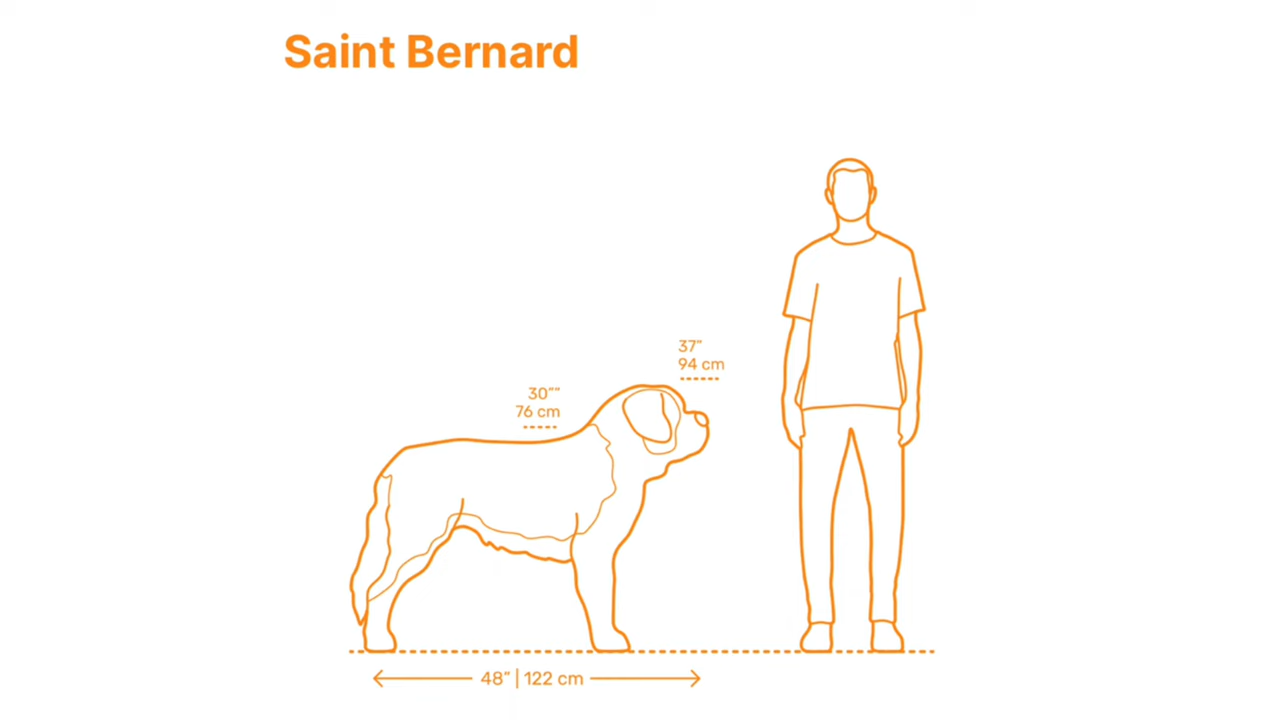 Saint Bernard
37”
94 cm
30””
76 cm
48” | 122 cm